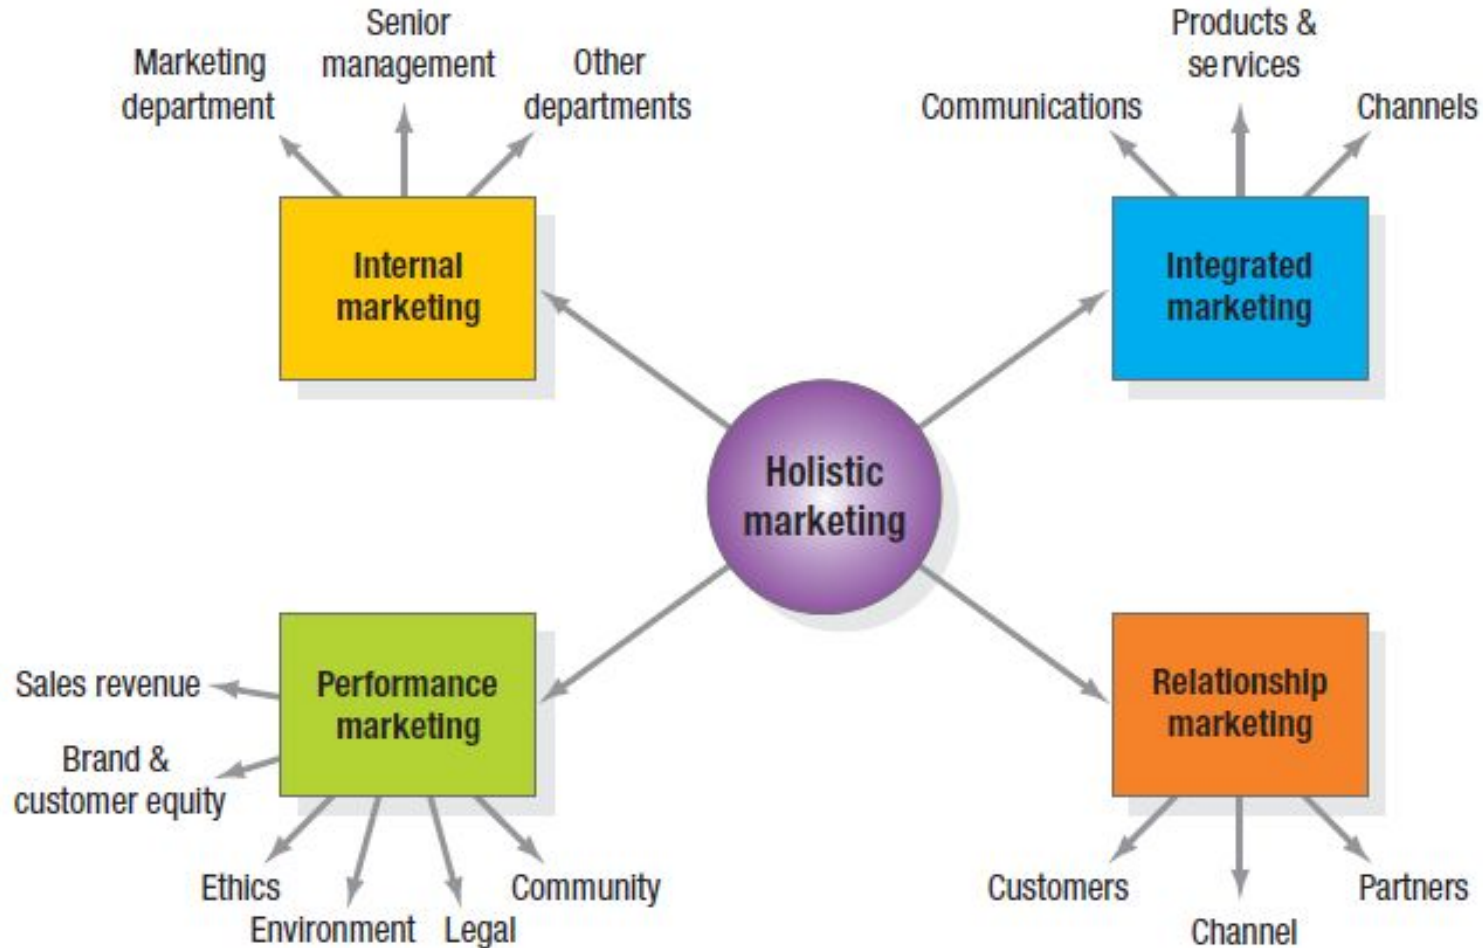 Senior
management
Marketing
department
Other
departments
Products &
services
Communications
Channels
Internal
marketing
Integrated
marketing
Holistic
marketing
Performance
marketing
Relationship
marketing
Sales revenue
Brand &
customer equity
Ethics
Environment
Legal
Community
Customers
Channel
Partners